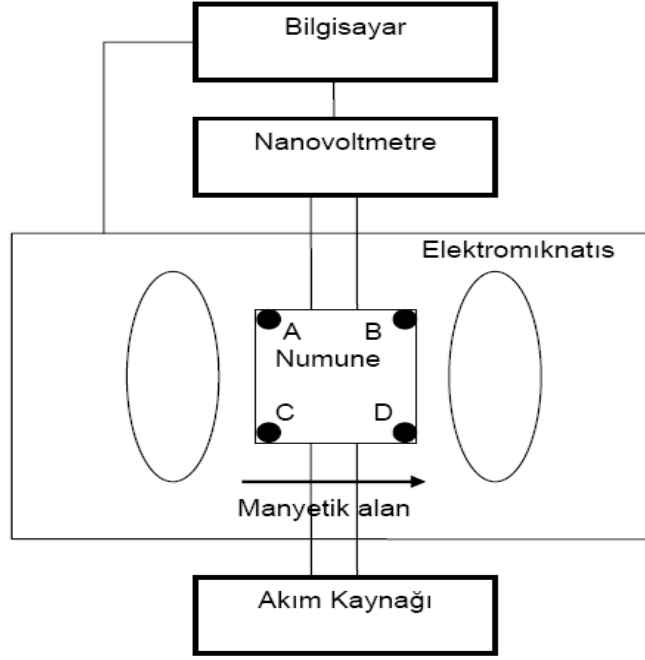 Bilgisayar
Nanovoltmetre
Elektromıknatıs
A B
Numune
C D
Manyetik alan
Akım Kaynağı